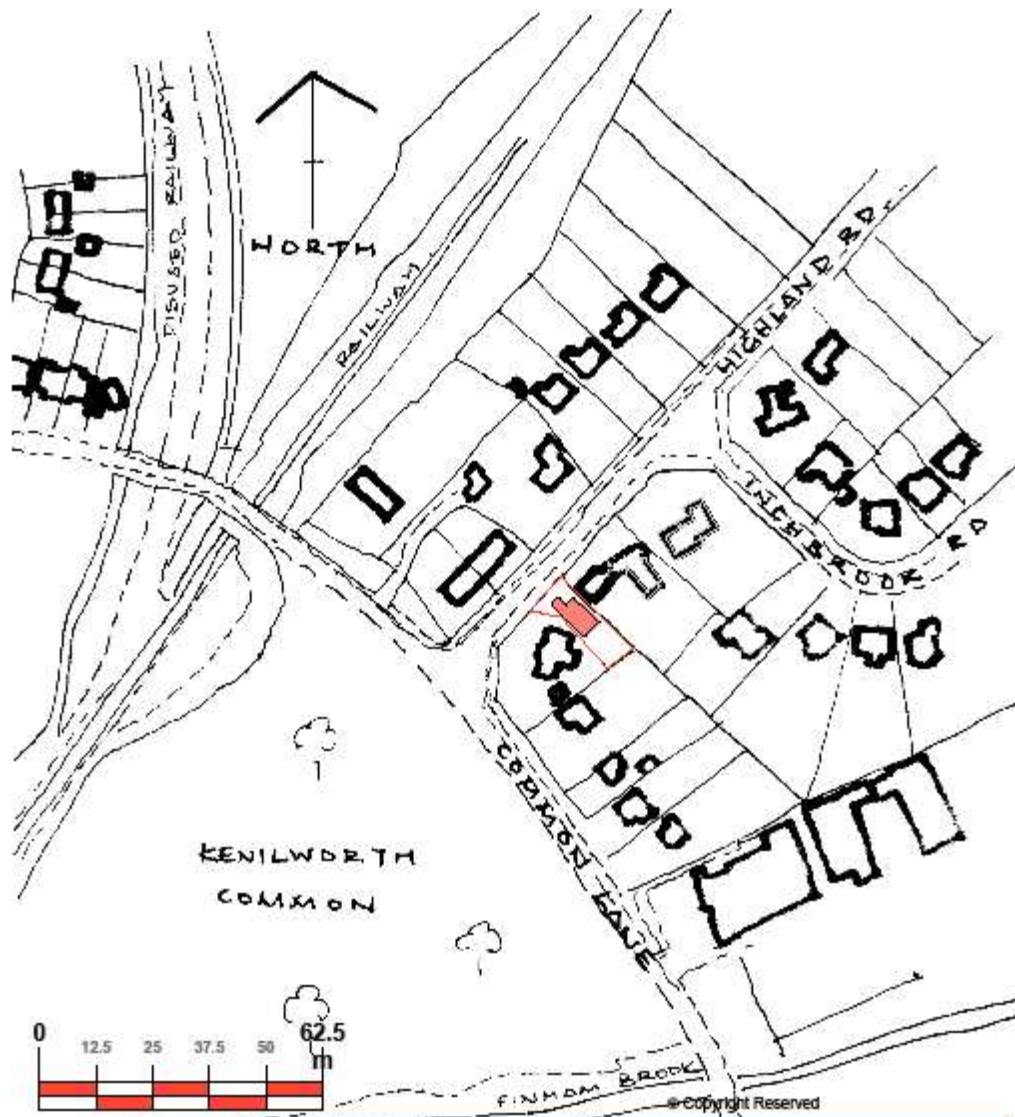 DISUSED RAILWAY
NORTH
RAILWAY
HIGHLAND RD.
INCHBROOK RD
COMMON LANE
KENILWORTH
COMMON
0 62.5
12.5 25 37.5 50 m
FINHAM BROOK
© Copyright Reserved